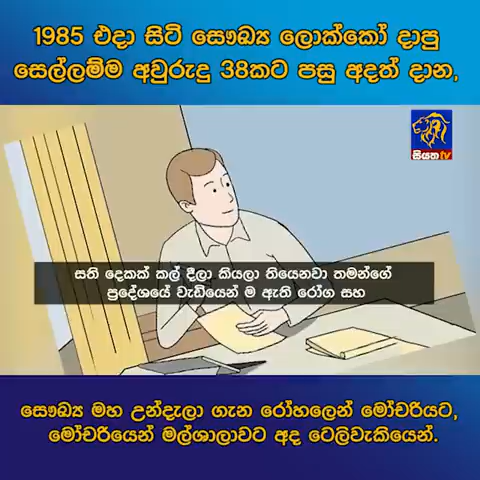 1985 එදා සිටි සෞඛ්‍ය ලොක්කෝ දාපු
සෙල්ලම්ම අවුරුදු 38කට පසු අදත් දාන,
සියත tv
සති දෙකක් කල් දීලා කියලා තියෙනවා තමන්ගේ
ප්‍රදේශයේ වැඩියෙන් ම ඇති රෝග සහ
සෞඛ්‍ය මහ උන්දැලා ගැන රෝහලෙන් මෝචරියට,
මෝචරියෙන් මල්ශාලාවට අද ටෙලිවැකියෙන්.